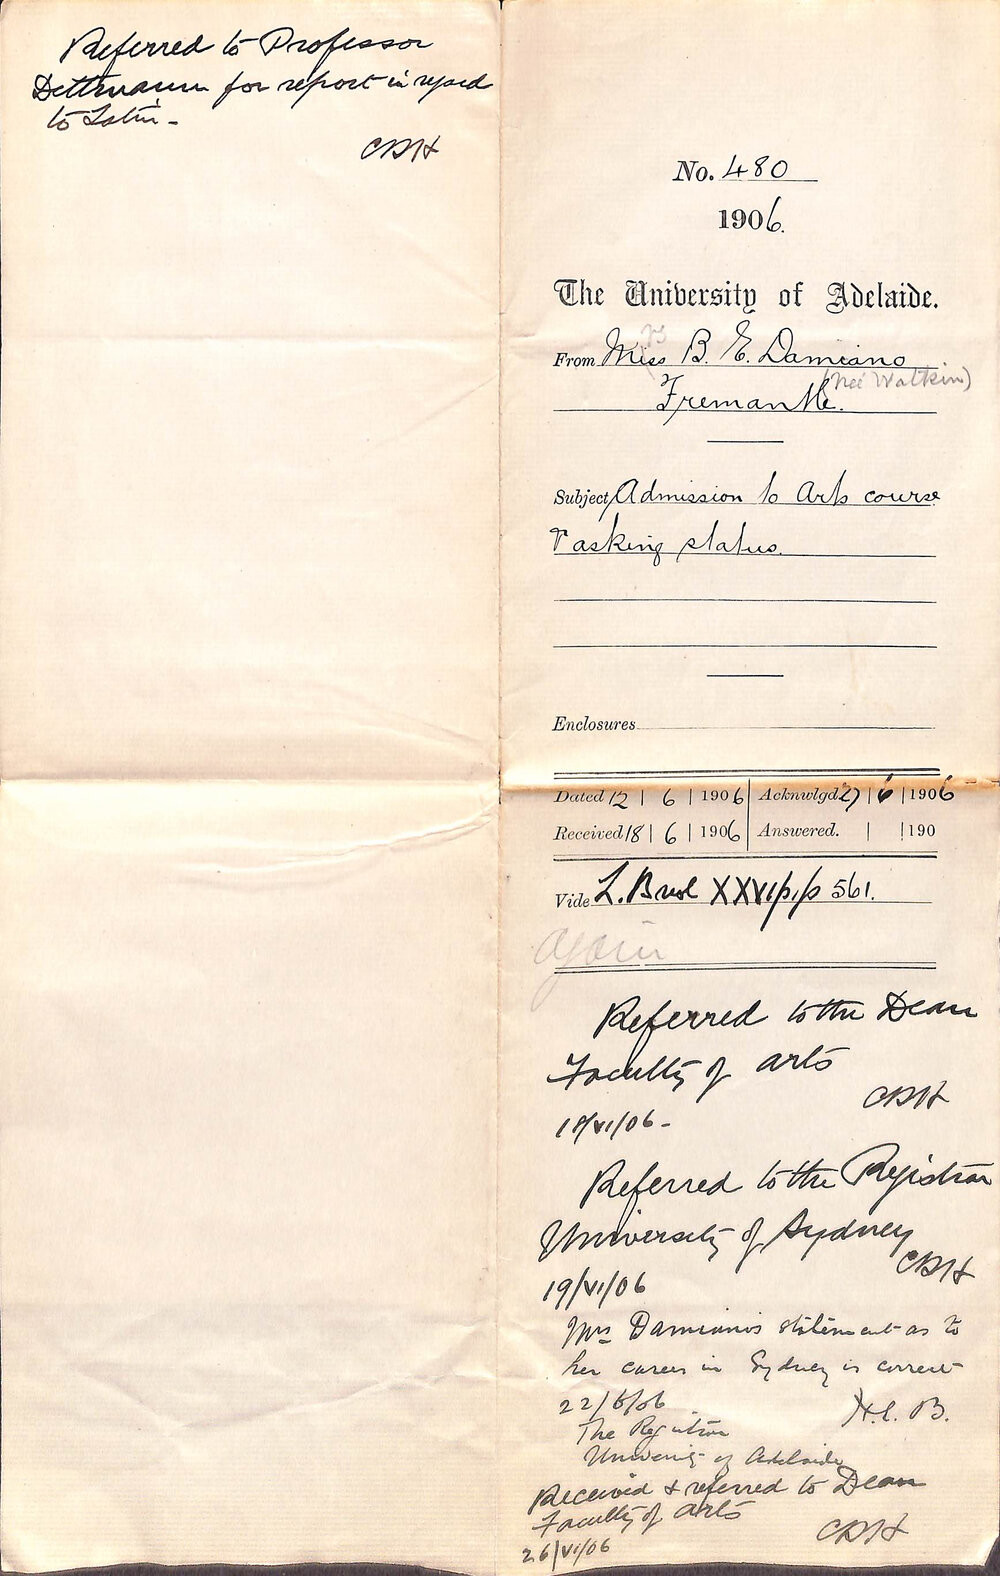 Referred to Professor
Dettmann for report in regard
to Latin -
CRH
No. 480
1906.
The University of Adelaide.
From Miss B. E. Damiano
rs
(neé Watkin)
Fremantle.
Subject Admission to Arts course
& asking status.
Enclosures
Dated 12 | 6 | 1906 Acknwlgd 27 | 6 | 1906
Received 18 | 6 | 1906 Answered. | | 190
Vide L. Book XXVI p. 561.
again
Referred to the Dean
Faculty of arts
CRH
18/VI/06 -
Referred to the Registrar
University of Sydney
CRH
19/VI/06
Mrs Damiano's statement as to
her career in Sydney is correct
22/6/06
H.E. B.
The Registrar
University of Adelaide
Received & referred to Dean
Faculty of arts
CRH
26/VI/06